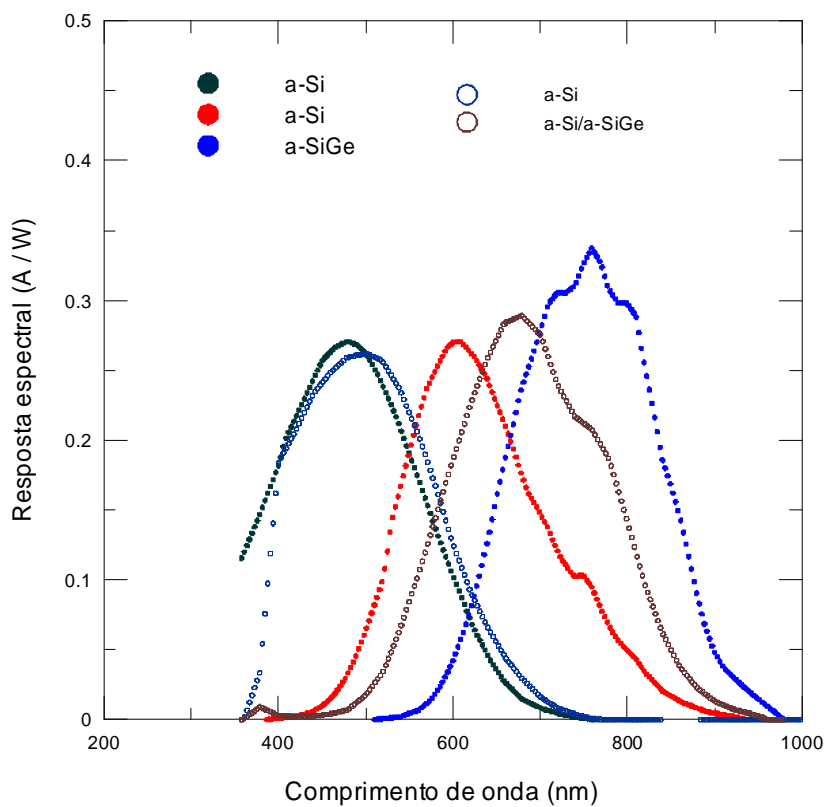 0.5
0.4
0.3
0.2
0.1
0
200
400
600
800
1000
a-Si
a-Si
a-SiGe
a-Si
a-Si/a-SiGe
Resposta espectral (A / W)
Comprimento de onda (nm)